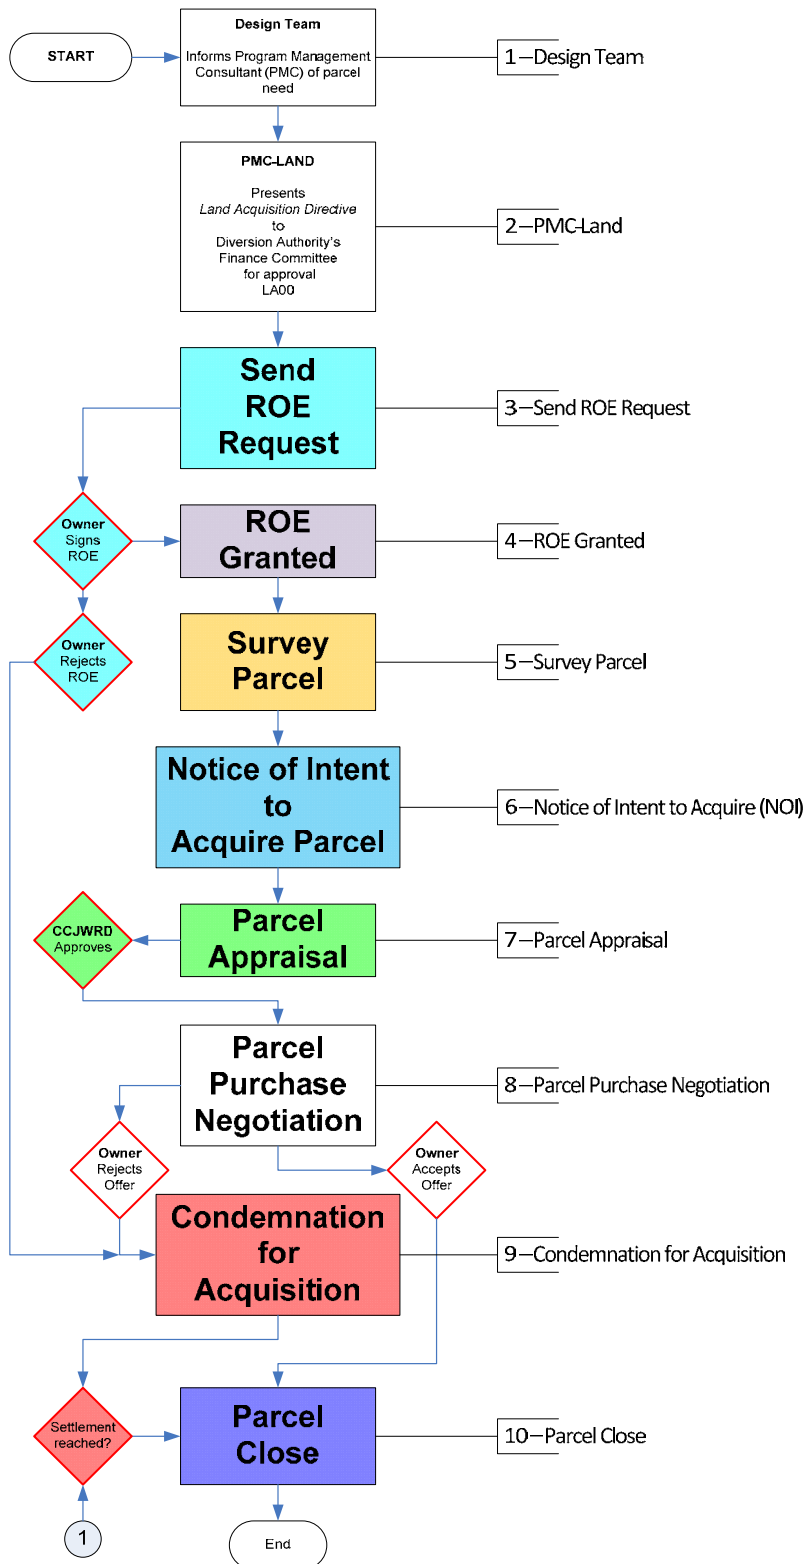 START
Design Team
Informs Program Management
Consultant (PMC) of parcel
need
1–Design Team
PMC-LAND
Presents
Land Acquisition Directive
to
Diversion Authority's
Finance Committee
for approval
LA00
2–PMC-Land
Send
ROE
Request
3–Send ROE Request
Owner
Signs
ROE
ROE
Granted
4–ROE Granted
Owner
Rejects
ROE
Survey
Parcel
5–Survey Parcel
Notice of Intent
to
Acquire Parcel
6–Notice of Intent to Acquire (NOI)
CCJWRD
Approves
Parcel
Appraisal
7–Parcel Appraisal
Parcel
Purchase
Negotiation
8–Parcel Purchase Negotiation
Owner
Rejects
Offer
Owner
Accepts
Offer
Condemnation
for
Acquisition
9–Condemnation for Acquisition
Settlement
reached?
Parcel
Close
10–Parcel Close
1
End